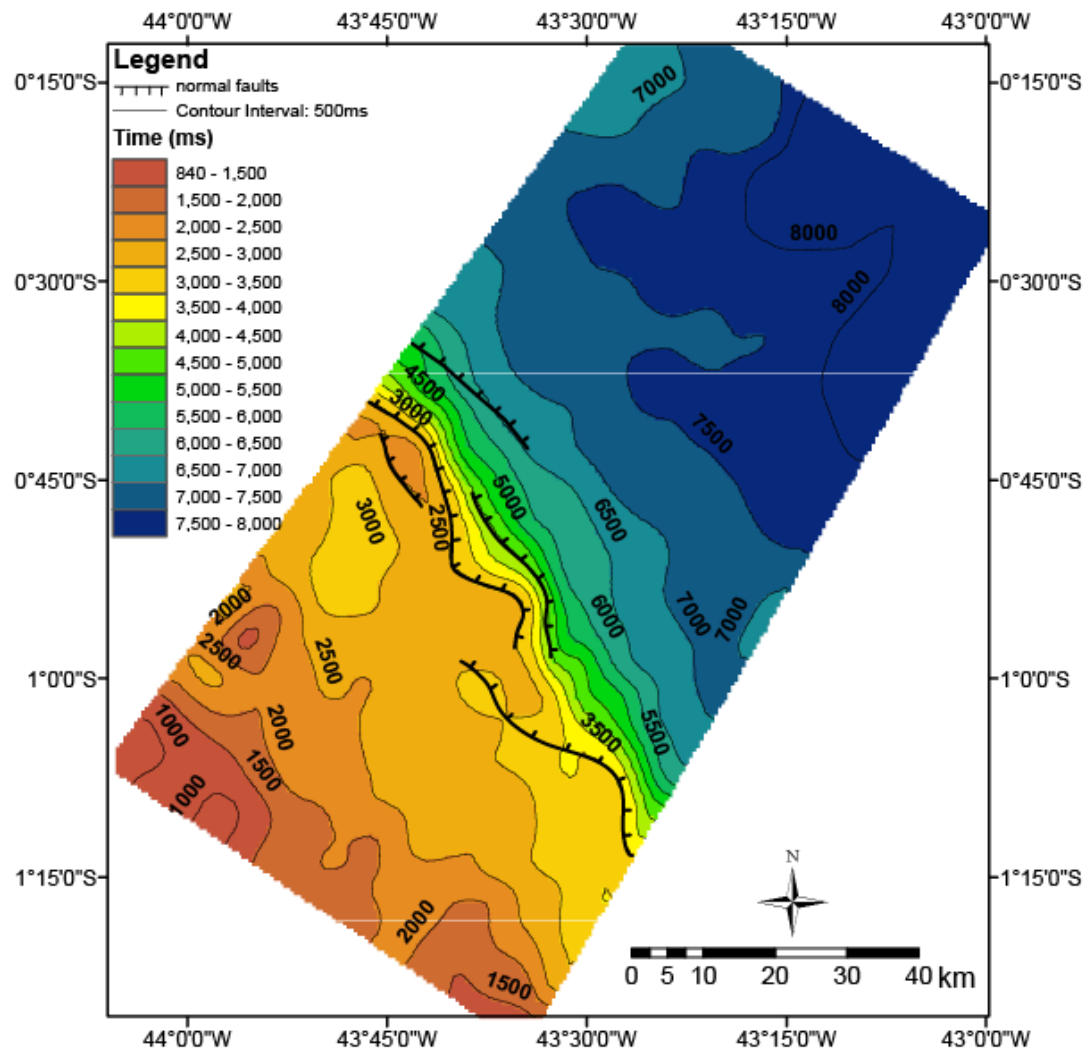 44°0'0"W 43°45'0"W 43°30'0"W 43°15'0"W 43°0'0"W
Legend
normal faults
Contour Interval: 500ms
Time (ms)
840 - 1,500
1,500 - 2,000
2,000 - 2,500
2,500 - 3,000
3,000 - 3,500
3,500 - 4,000
4,000 - 4,500
4,500 - 5,000
5,000 - 5,500
5,500 - 6,000
6,000 - 6,500
6,500 - 7,000
7,000 - 7,500
7,500 - 8,000
0°15'0"S 0°15'0"S
0°30'0"S 0°30'0"S
0°45'0"S 0°45'0"S
1°0'0"S 1°0'0"S
1°15'0"S 1°15'0"S
7000
8000
8000
4500
3000
7500
5000
2500
3000
6500
2000
6000
7000
7000
2500
2500
1000
2000
3500
5500
1500
1000
2000
1500
N
0 5 10 20 30 40 km
44°0'0"W 43°45'0"W 43°30'0"W 43°15'0"W 43°0'0"W